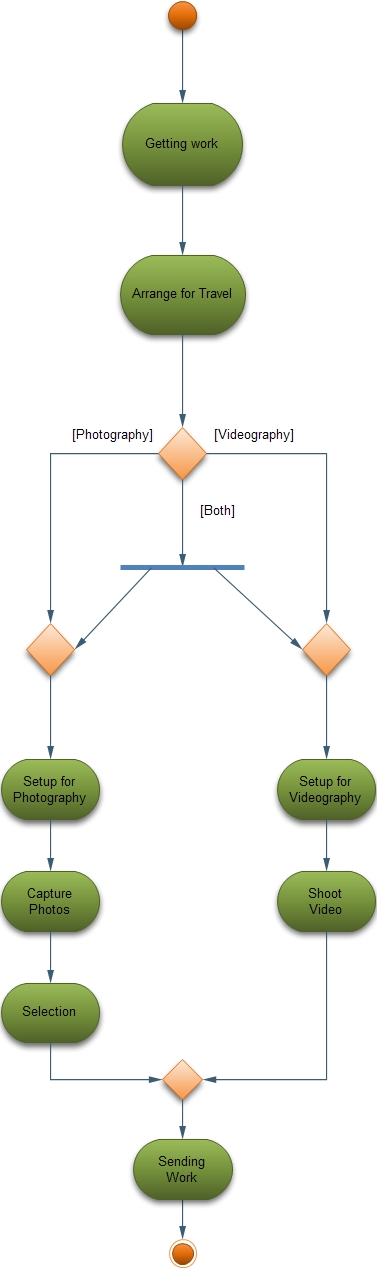 Getting work
Arrange for Travel
[Photography]
[Videography]
[Both]
Setup for
Photography
Setup for
Videography
Capture
Photos
Shoot
Video
Selection
Sending
Work